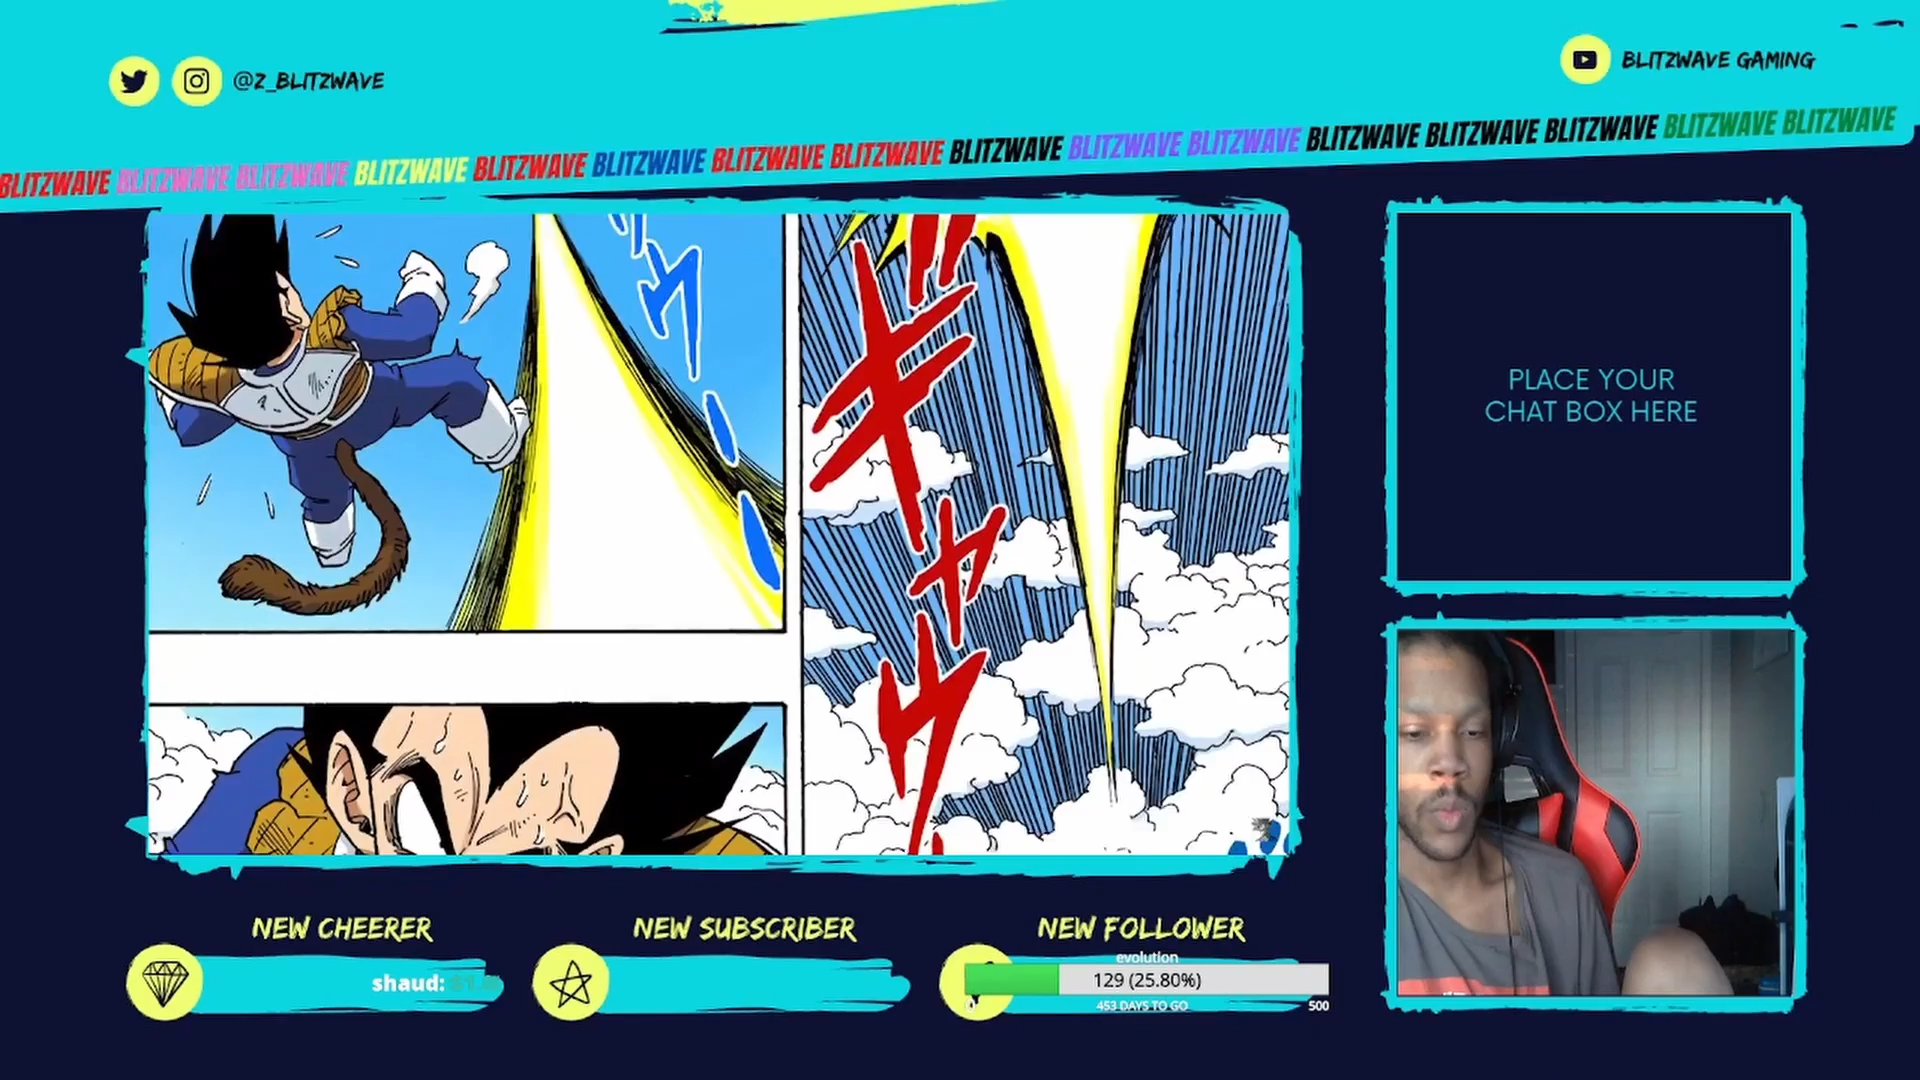 @Z_BLITZWAVE
BLITZWAVE GAMING
BLITZWAVE BLITZWAVE BLITZWAVE BLITZWAVE BLITZWAVE BLITZWAVE BLITZWAVE BLITZWAVE BLITZWAVE BLITZWAVE BLITZWAVE BLITZWAVE BLITZWAVE BLITZWAVE BLITZWAVE BLITZWAVE
ギャウ
PLACE YOUR
CHAT BOX HERE
NEW CHEERER
shaud:
NEW SUBSCRIBER
NEW FOLLOWER
evolution
129 (25.80%)
453 DAYS TO GO
500